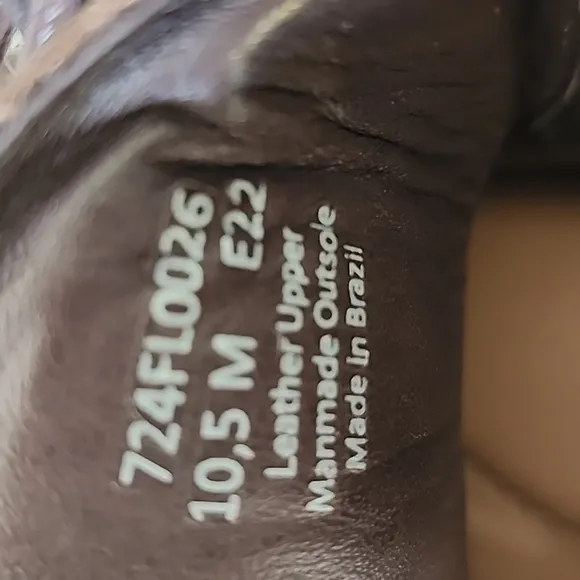 724FL0026
10,5 M E22
Leather Upper
Manmade Outsole
Made In Brazil